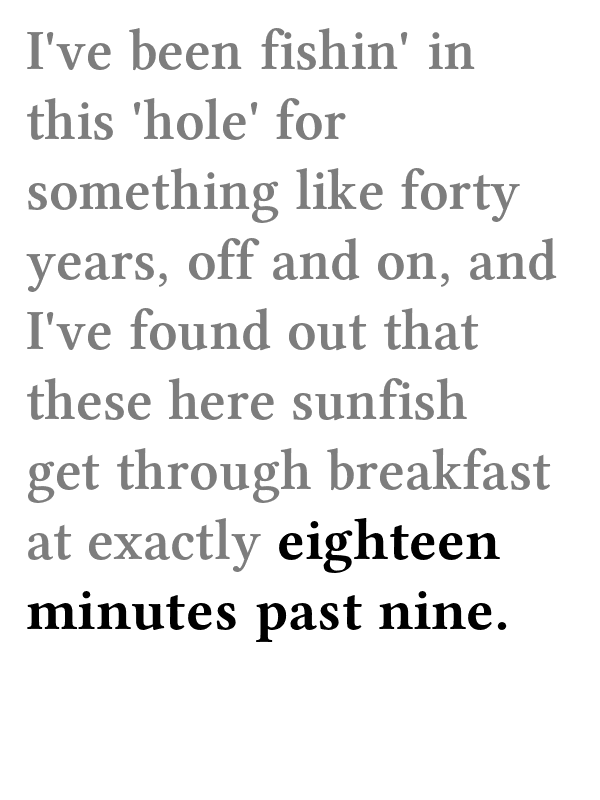 I've been fishin' in
this 'hole' for
something like forty
years, off and on, and
I've found out that
these here sunfish
get through breakfast
at exactly eighteen
minutes past nine.